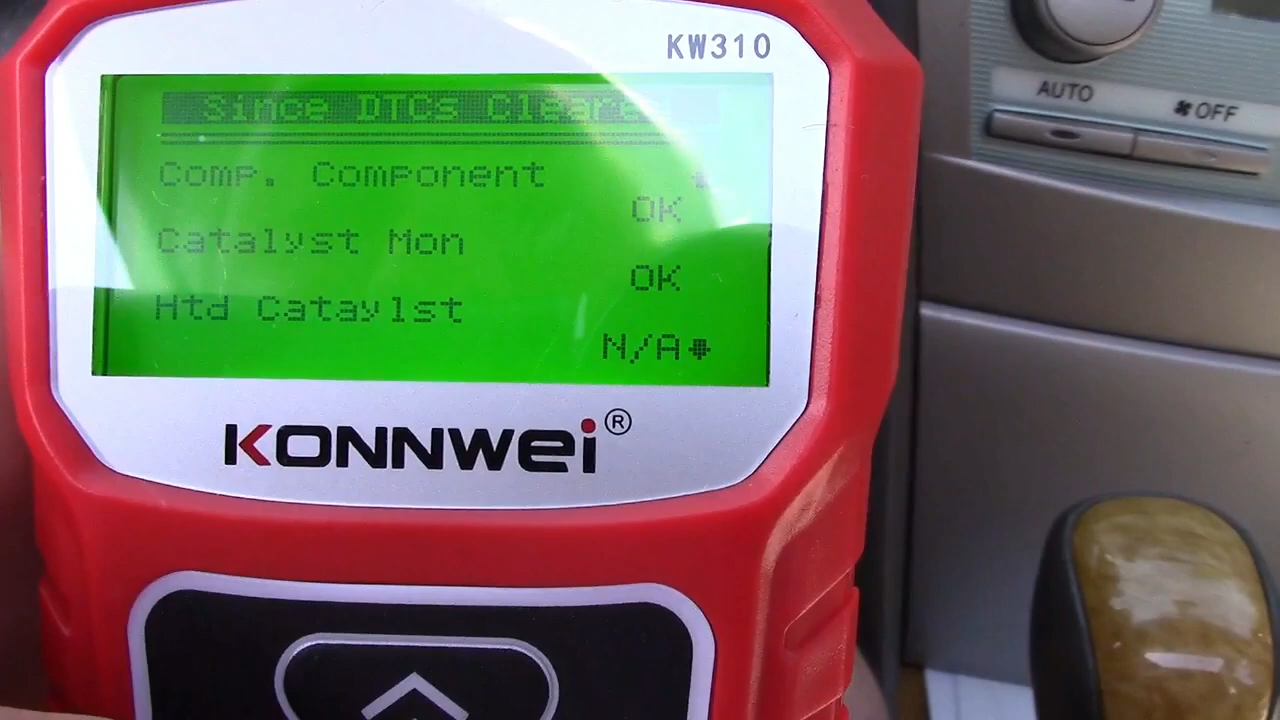 KW310
Since DTCs Cleared
Comp. Component
OK
Catalyst Mon
OK
Htd Cataylst
N/A
KONNWEI®
AUTO
OFF